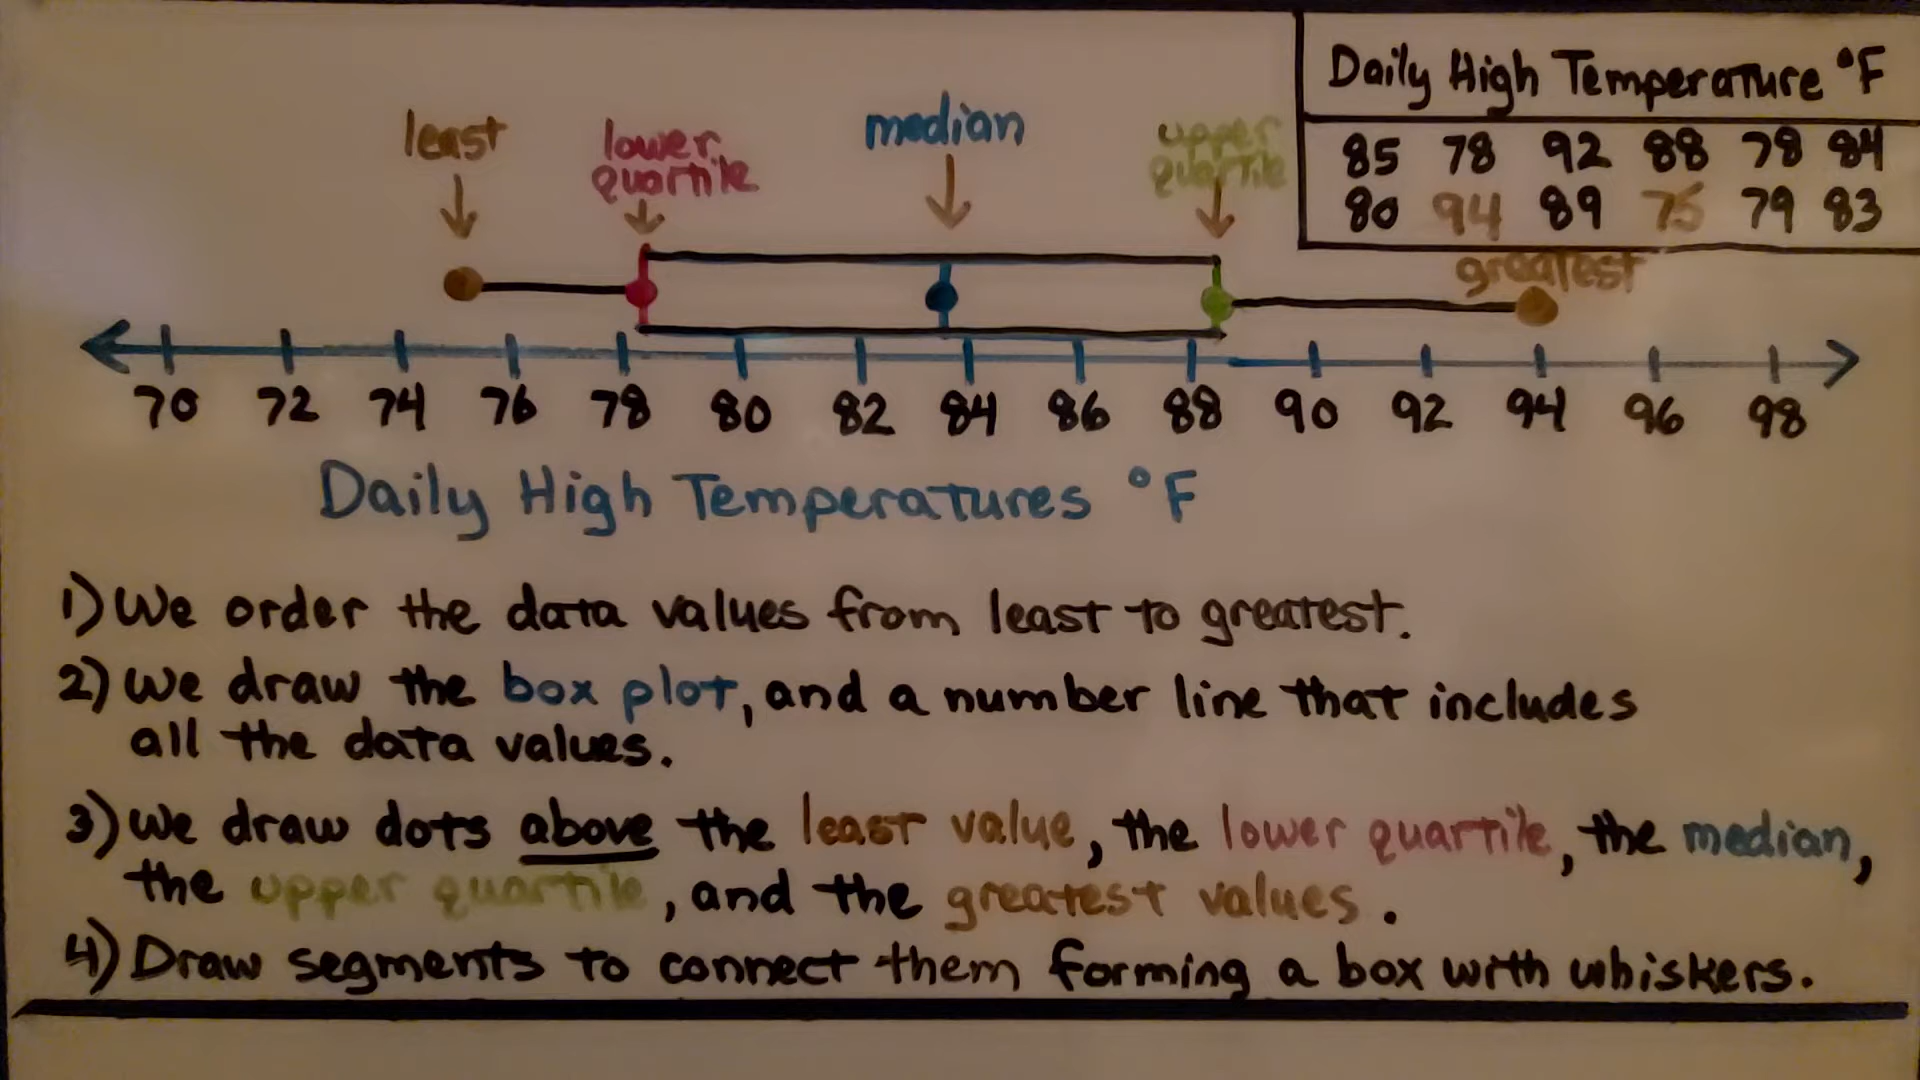 Daily High Temperature °F
85 78 92 88 78 84
80 94 89 75 79 83
least
lower
quartile
median
upper
quartile
greatest
70 72 74 76 78 80 82 84 86 88 90 92 94 96 98
Daily High Temperatures °F
1) We order the data values from least to greatest.
2) We draw the box plot, and a number line that includes
all the data values.
3) We draw dots above the least value, the lower quartile, the median,
the upper quartile, and the greatest values.
4) Draw segments to connect them forming a box with whiskers.